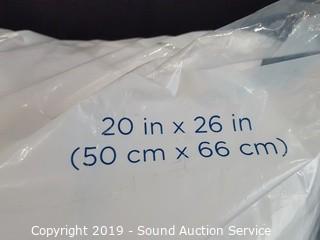 20 in x 26 in
(50 cm x 66 cm)
Copyright 2019 - Sound Auction Service